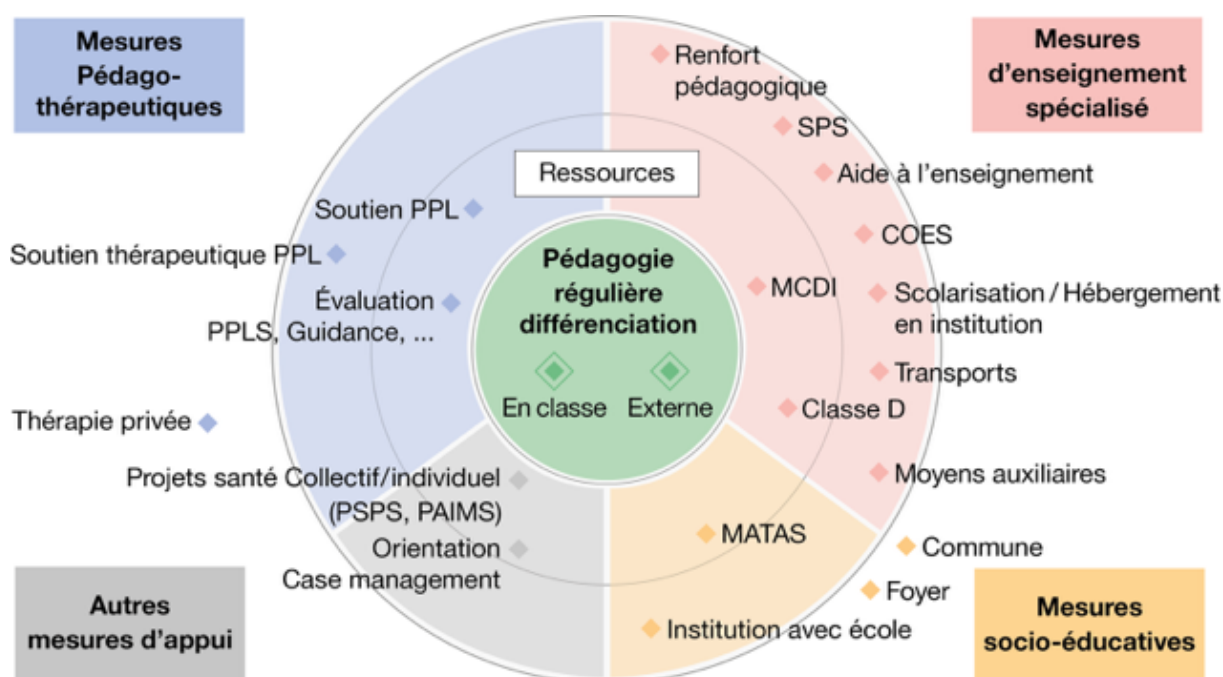 Mesures
Pédago-
thérapeutiques
Mesures
d'enseignement
spécialisé
Renfort
pédagogique
SPS
Ressources
Aide à l'enseignement
Soutien PPL
COES
Soutien thérapeutique PPL
Pédagogie
régulière
différenciation
MCDI
Évaluation
PPLS, Guidance, ...
Scolarisation / Hébergement
en institution
Transports
En classe
Externe
Classe D
Thérapie privée
Moyens auxiliaires
Projets santé Collectif/individuel
(PSPS, PAIMS)
Orientation
Case management
MATAS
Commune
Foyer
Institution avec école
Autres
mesures d'appui
Mesures
socio-éducatives